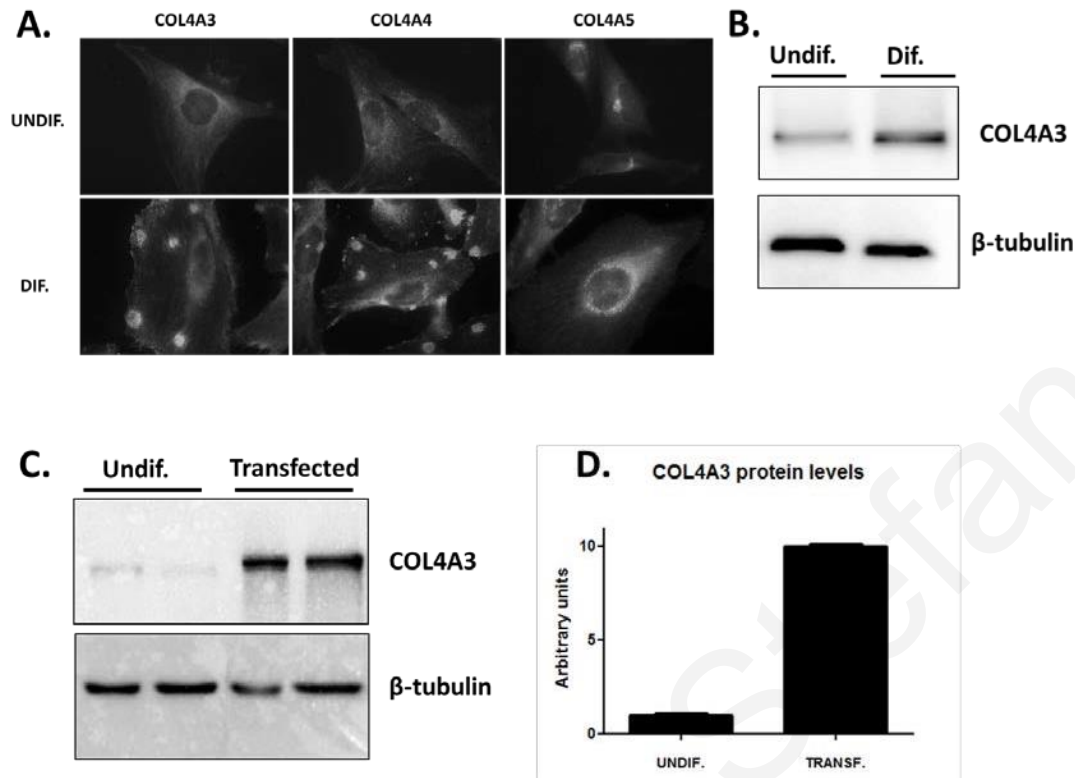 A.
COL4A3 COL4A4 COL4A5
UNDIF.
DIF.
B.
Undif. Dif.
COL4A3
β-tubulin
C.
Undif. Transfected
COL4A3
β-tubulin
D.
COL4A3 protein levels
Arbitrary units
10
5
0
UNDIF. TRANSF.
Stefan